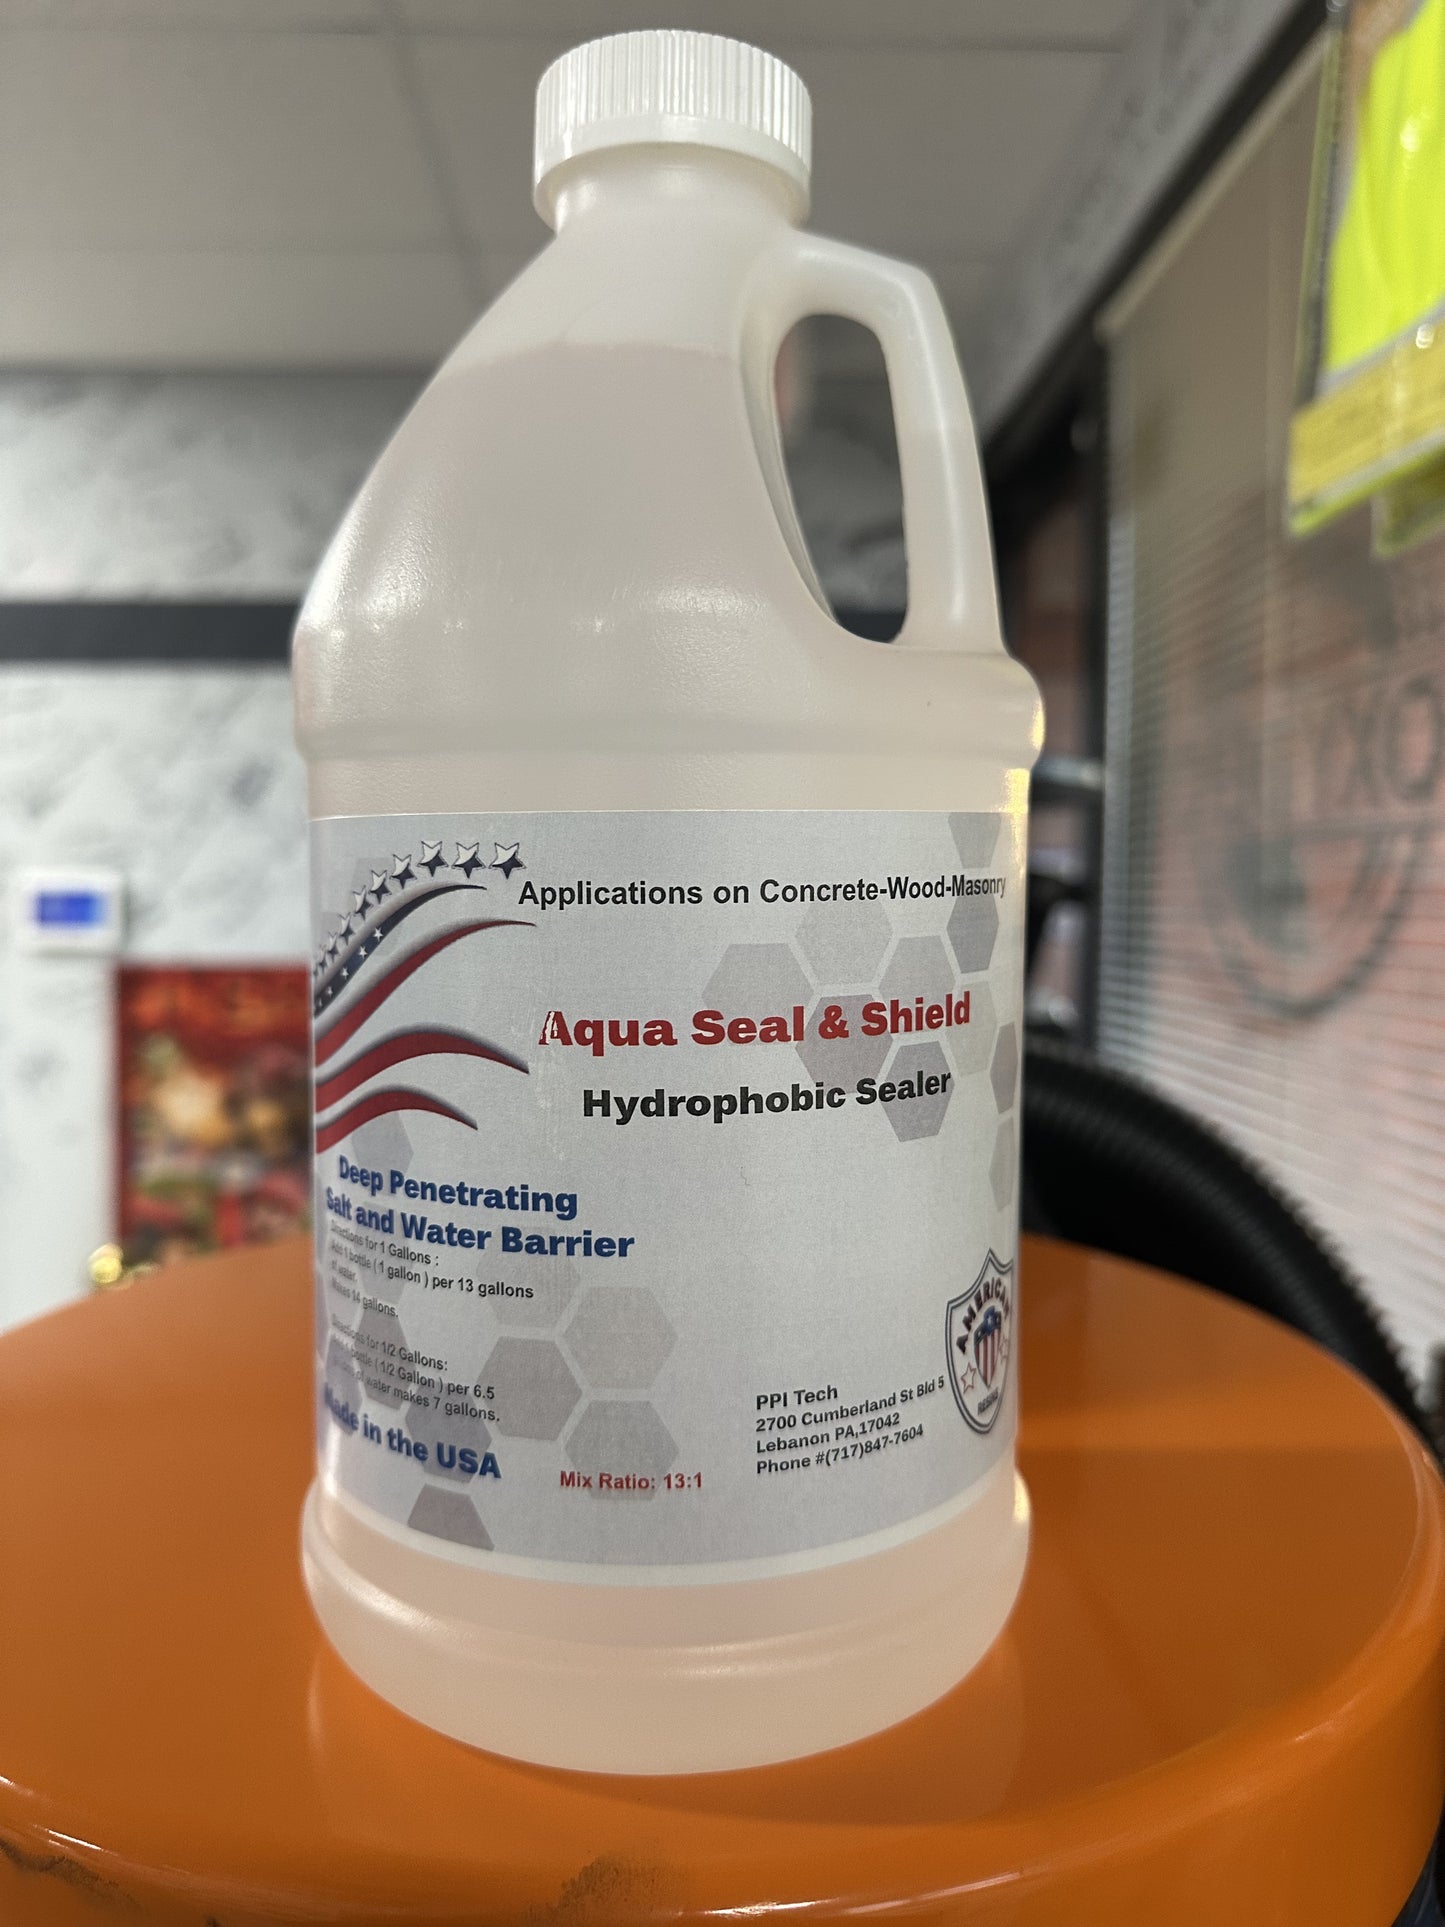 Applications on Concrete-Wood-Masonry
Aqua Seal & Shield
Hydrophobic Sealer
Deep Penetrating
Salt and Water Barrier
Directions for 1 Gallons :
Add 1 bottle ( 1 gallon ) per 13 gallons
of water.
Makes 14 gallons.
Directions for 1/2 Gallons:
Add 1 bottle ( 1/2 Gallon ) per 6.5
gallons of water makes 7 gallons.
Made in the USA
Mix Ratio: 13:1
PPI Tech
2700 Cumberland St Bld 5
Lebanon PA,17042
Phone #(717)847-7604
AMERICAN
RESINS